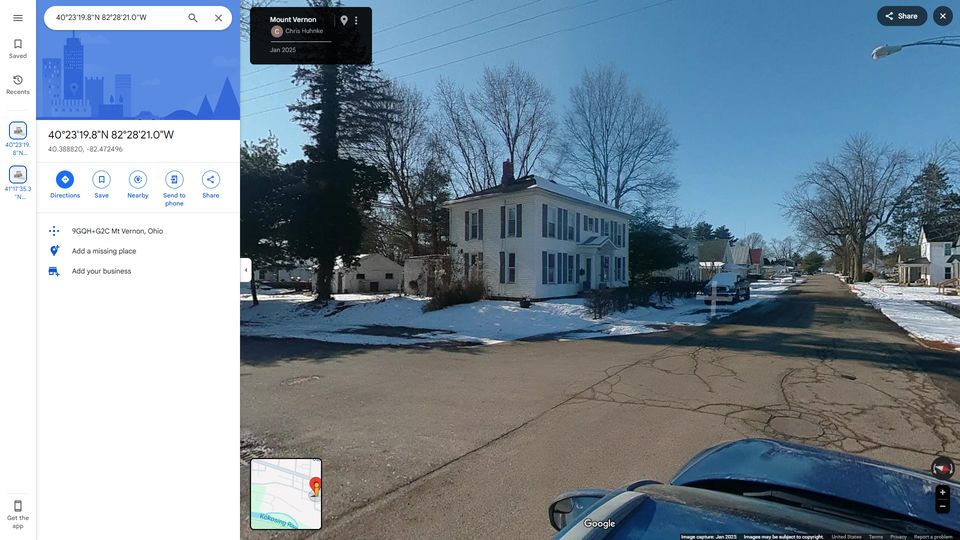 40°23'19.8"N 82°28'21.0"W
Saved
Recents
40°23'19.
8"N...
41°17'35.3
"N...
Get the
app
40°23'19.8"N 82°28'21.0"W
40.388820, -82.472496
Directions
Save
Nearby
Send to
phone
Share
9GQH+G2C Mt Vernon, Ohio
Add a missing place
Add your business
Mount Vernon
C
Chris Huhnke
Jan 2025
Share
Google
Image capture: Jan 2025 Images may be subject to copyright. United States Terms Privacy Report a problem